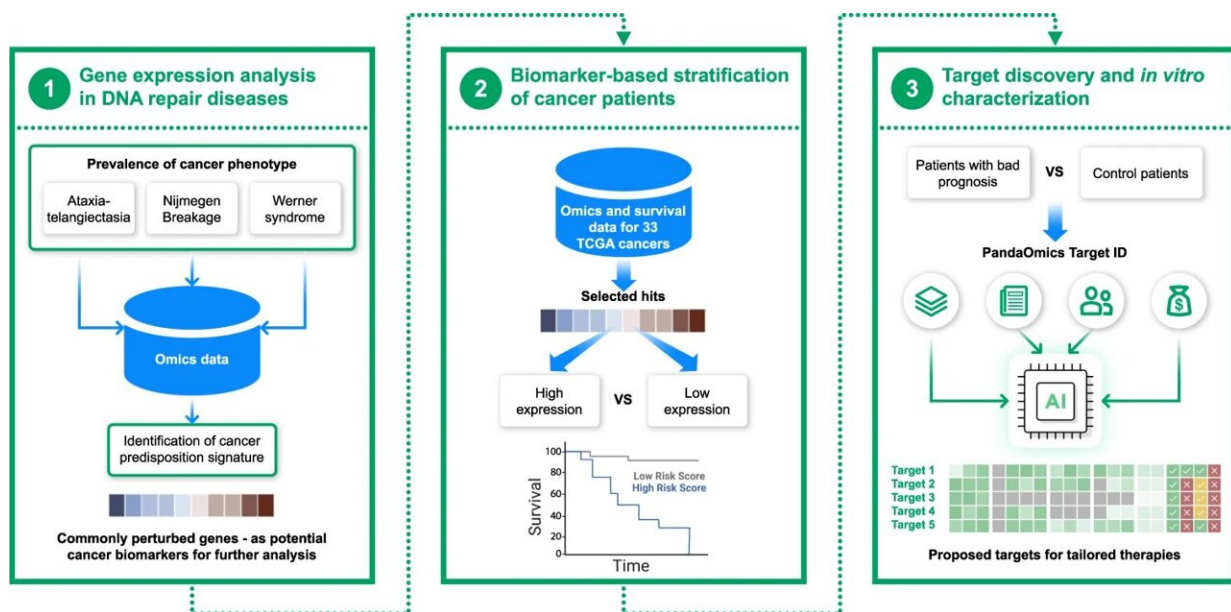 1
Gene expression analysis
in DNA repair diseases
Prevalence of cancer phenotype
Ataxia-
telangiectasia
Nijmegen
Breakage
Werner
syndrome
Omics data
Identification of cancer
predisposition signature
Commonly perturbed genes - as potential
cancer biomarkers for further analysis
2
Biomarker-based stratification
of cancer patients
Omics and survival
data for 33
TCGA cancers
Selected hits
High
expression
VS
Low
expression
100
80
60
40
20
0
Survival
Low Risk Score
High Risk Score
Time
3
Target discovery and in vitro
characterization
Patients with bad
prognosis
VS
Control patients
PandaOmics Target ID
$
AI
Target 1
Target 2
Target 3
Target 4
Target 5
Proposed targets for tailored therapies